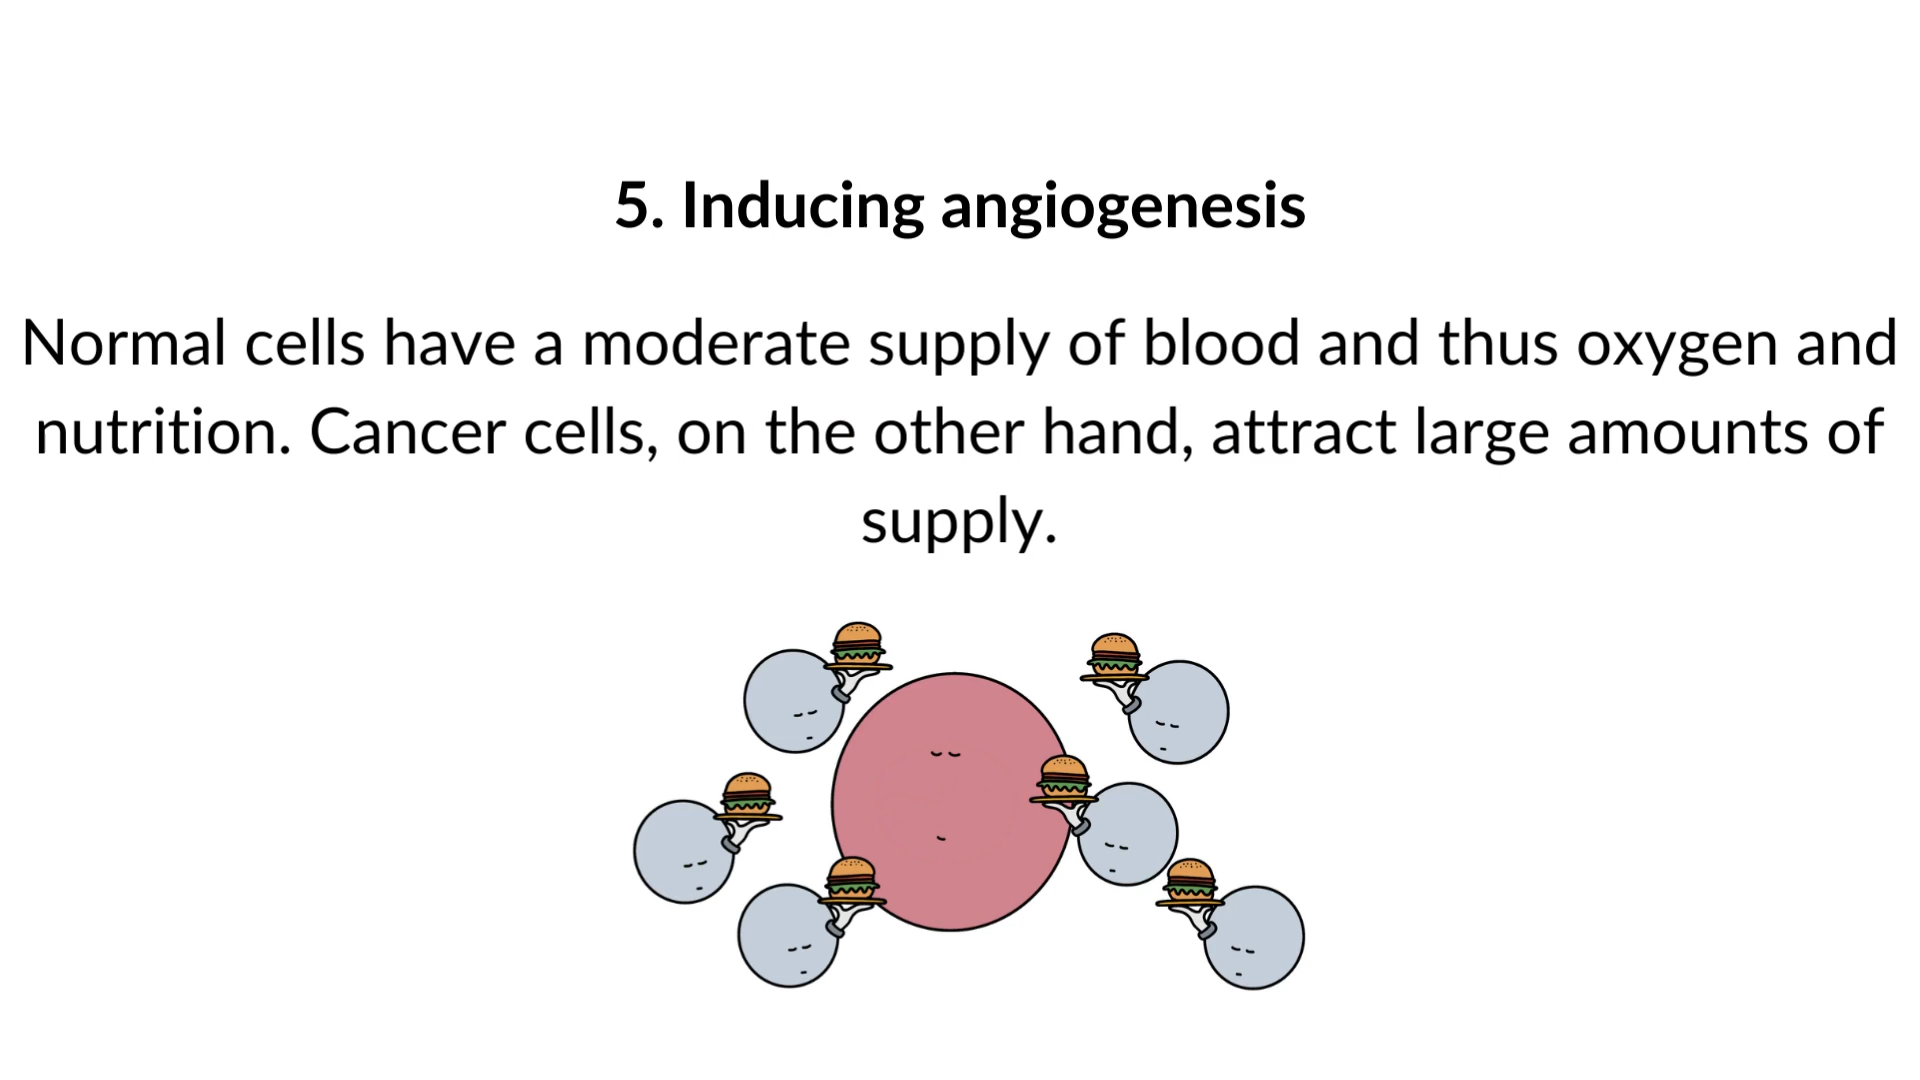 5. Inducing angiogenesis
Normal cells have a moderate supply of blood and thus oxygen and
nutrition. Cancer cells, on the other hand, attract large amounts of
supply.